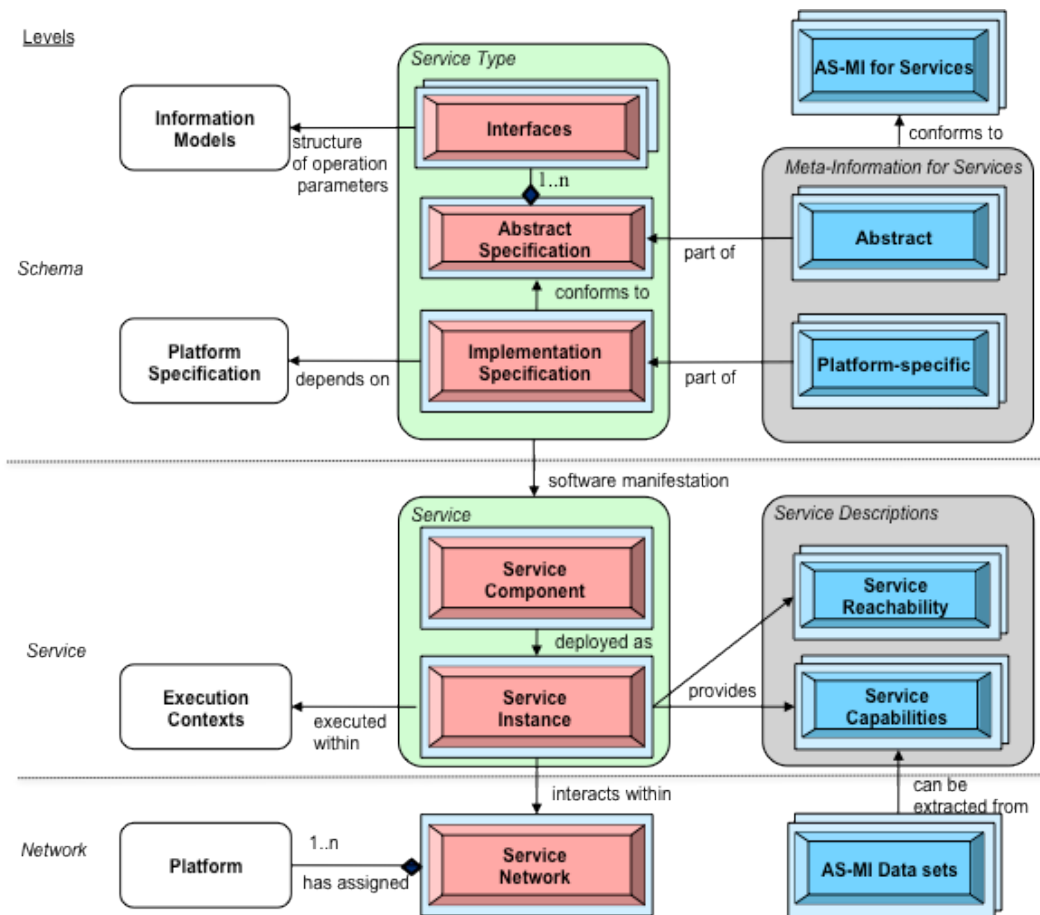 Levels
Service Type
AS-MI for Services
Information
Models
Interfaces
structure
of operation
parameters
conforms to
Meta-Information for Services
1..n
Abstract
Specification
Abstract
part of
Schema
conforms to
Platform
Specification
Implementation
Specification
Platform-specific
depends on
part of
software manifestation
Service
Service Descriptions
Service
Component
Service
Reachability
deployed as
Service
Execution
Contexts
Service
Instance
provides
Service
Capabilities
executed
within
interacts within
can be
extracted from
Network
Platform
1..n
has assigned
Service
Network
AS-MI Data sets